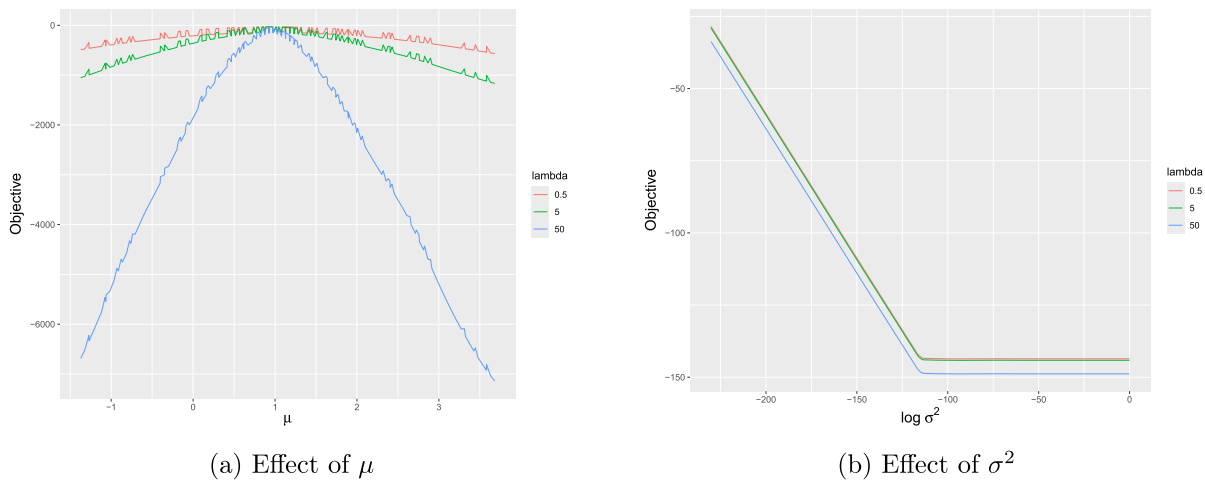 0
−2000
−4000
−6000
Objective
−1
0
1
2
3
μ
lambda
0.5
5
50
(a) Effect of μ
−50
−100
−150
Objective
−200
−150
−100
−50
0
log σ²
lambda
0.5
5
50
(b) Effect of σ²